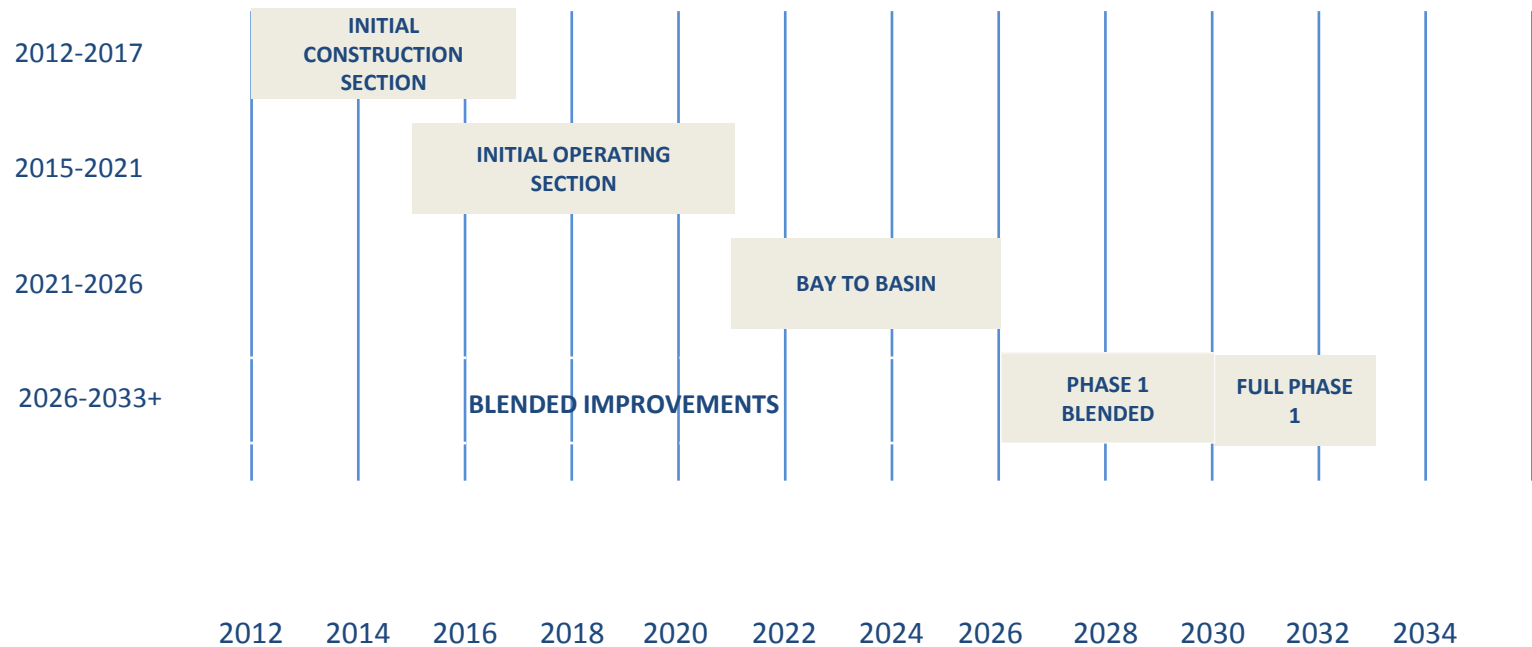 2012-2017
INITIAL
CONSTRUCTION
SECTION
2015-2021
INITIAL OPERATING
SECTION
2021-2026
BAY TO BASIN
2026-2033+
BLENDED IMPROVEMENTS
PHASE 1
BLENDED
FULL PHASE
1
2012 2014 2016 2018 2020 2022 2024 2026 2028 2030 2032 2034